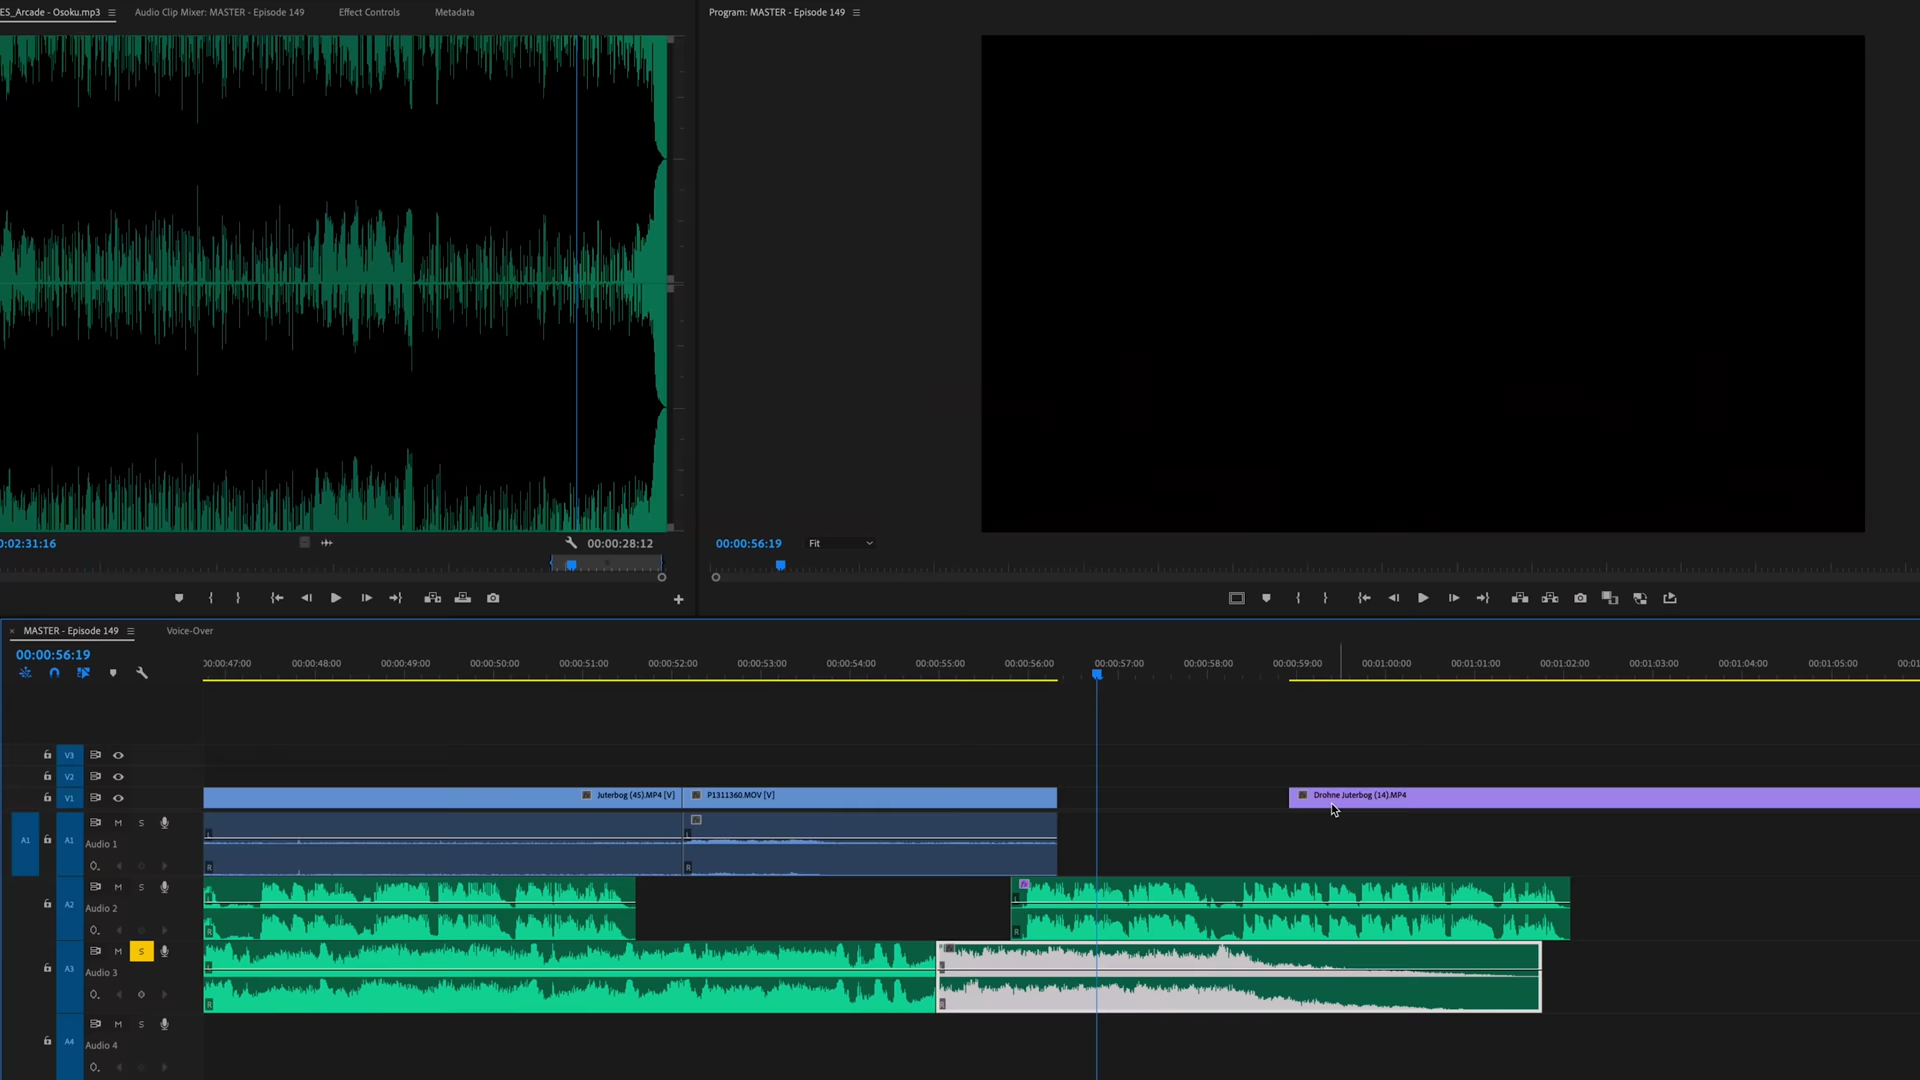 ES_Arcade - Osoku.mp3
Audio Clip Mixer: MASTER - Episode 149
Effect Controls
Metadata
Program: MASTER - Episode 149
0:02:31:16
00:00:28:12
00:00:56:19
Fit
MASTER - Episode 149
Voice-Over
00:00:56:19
00:00:47:00
00:00:48:00
00:00:49:00
00:00:50:00
00:00:51:00
00:00:52:00
00:00:53:00
00:00:54:00
00:00:55:00
00:00:56:00
00:00:57:00
00:00:58:00
00:00:59:00
00:01:00:00
00:01:01:00
00:01:02:00
00:01:03:00
00:01:04:00
00:01:05:00
00:01
V3
V2
V1
Juterbog (45).MP4 [V]
P1311360.MOV [V]
Drohne Juterbog (14).MP4
A1
A1
M
S
Audio 1
L
L
R
R
A2
M
S
Audio 2
L
R
R
A3
M
S
Audio 3
L
R
A4
M
S
Audio 4